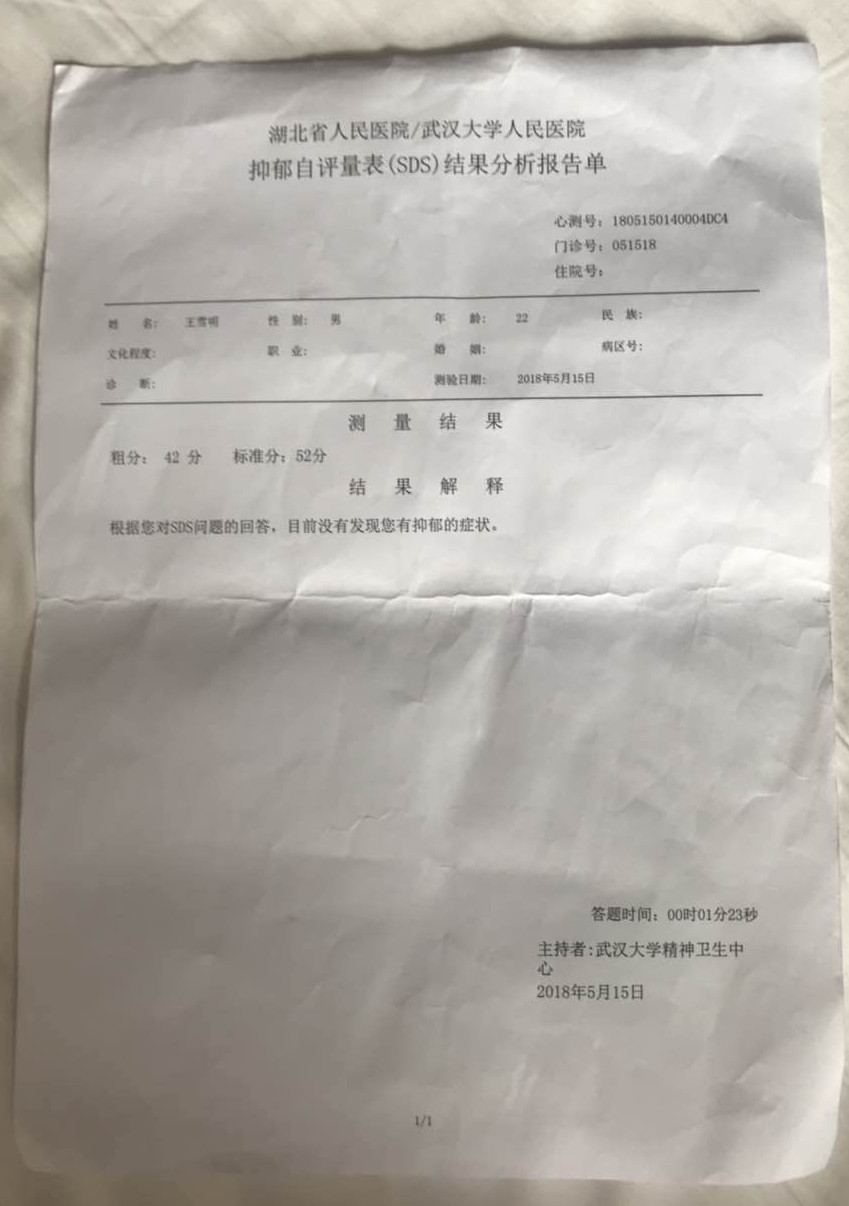 湖北省人民医院/武汉大学人民医院
抑郁自评量表(SDS)结果分析报告单
心测号: 1805150140004DC4
门诊号: 051518
住院号:
姓 名: 王雪明 性 别: 男 年 龄: 22 民 族:
文化程度: 职 业: 婚 姻: 病区号:
诊 断: 测验日期: 2018年5月15日
测 量 结 果
粗分: 42 分 标准分: 52分
结 果 解 释
根据您对SDS问题的回答，目前没有发现您有抑郁的症状。
答题时间: 00时01分23秒
主持者:武汉大学精神卫生中
心
2018年5月15日
1/1